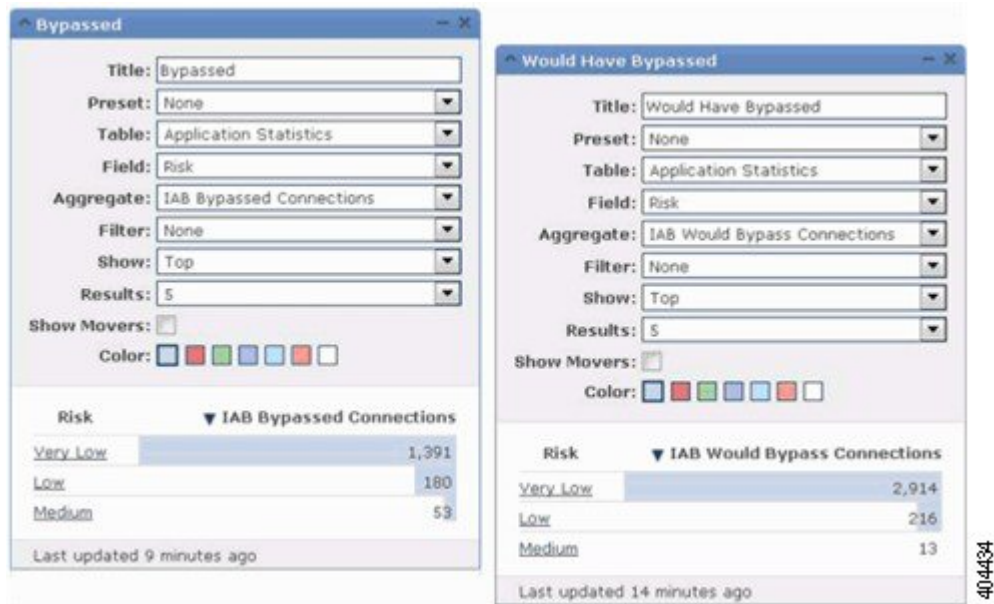 Bypassed
Title: Bypassed
Preset: None
Table: Application Statistics
Field: Risk
Aggregate: IAB Bypassed Connections
Filter: None
Show: Top
Results: 5
Show Movers:
Color:
Risk IAB Bypassed Connections
Very Low 1,391
Low 180
Medium 53
Last updated 9 minutes ago
Would Have Bypassed
Title: Would Have Bypassed
Preset: None
Table: Application Statistics
Field: Risk
Aggregate: IAB Would Bypass Connections
Filter: None
Show: Top
Results: 5
Show Movers:
Color:
Risk IAB Would Bypass Connections
Very Low 2,914
Low 216
Medium 13
Last updated 14 minutes ago
404434